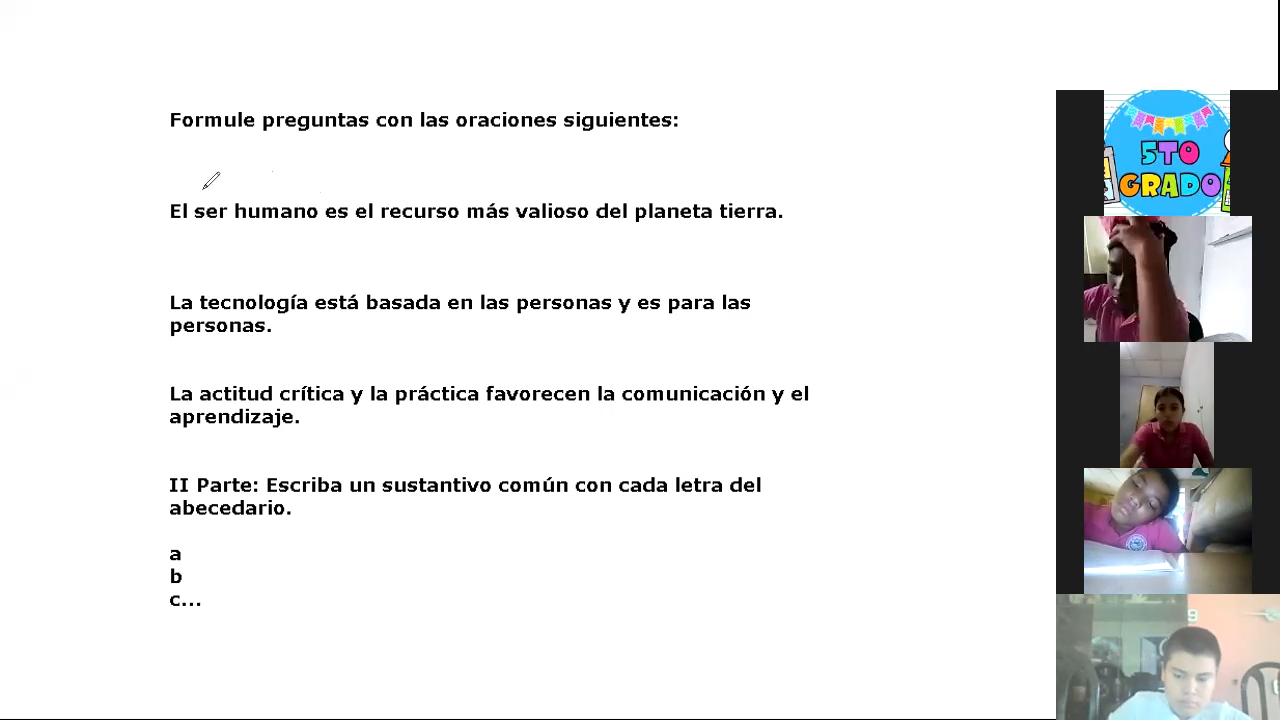 Formule preguntas con las oraciones siguientes:
El ser humano es el recurso más valioso del planeta tierra.
La tecnología está basada en las personas y es para las
personas.
La actitud crítica y la práctica favorecen la comunicación y el
aprendizaje.
II Parte: Escriba un sustantivo común con cada letra del
abecedario.
a
b
c...
5TO
GRADO